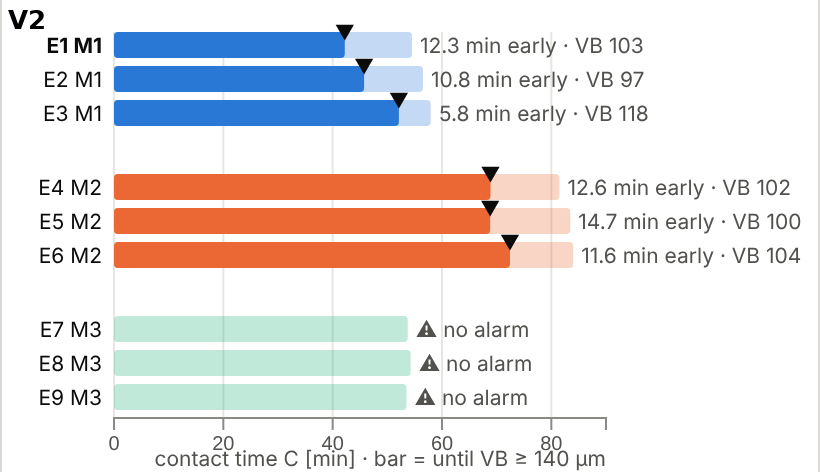 V2
E1 M1 12.3 min early · VB 103
E2 M1 10.8 min early · VB 97
E3 M1 5.8 min early · VB 118
E4 M2 12.6 min early · VB 102
E5 M2 14.7 min early · VB 100
E6 M2 11.6 min early · VB 104
E7 M3 no alarm
E8 M3 no alarm
E9 M3 no alarm
0 20 40 60 80
contact time C [min] · bar = until VB ≥ 140 µm